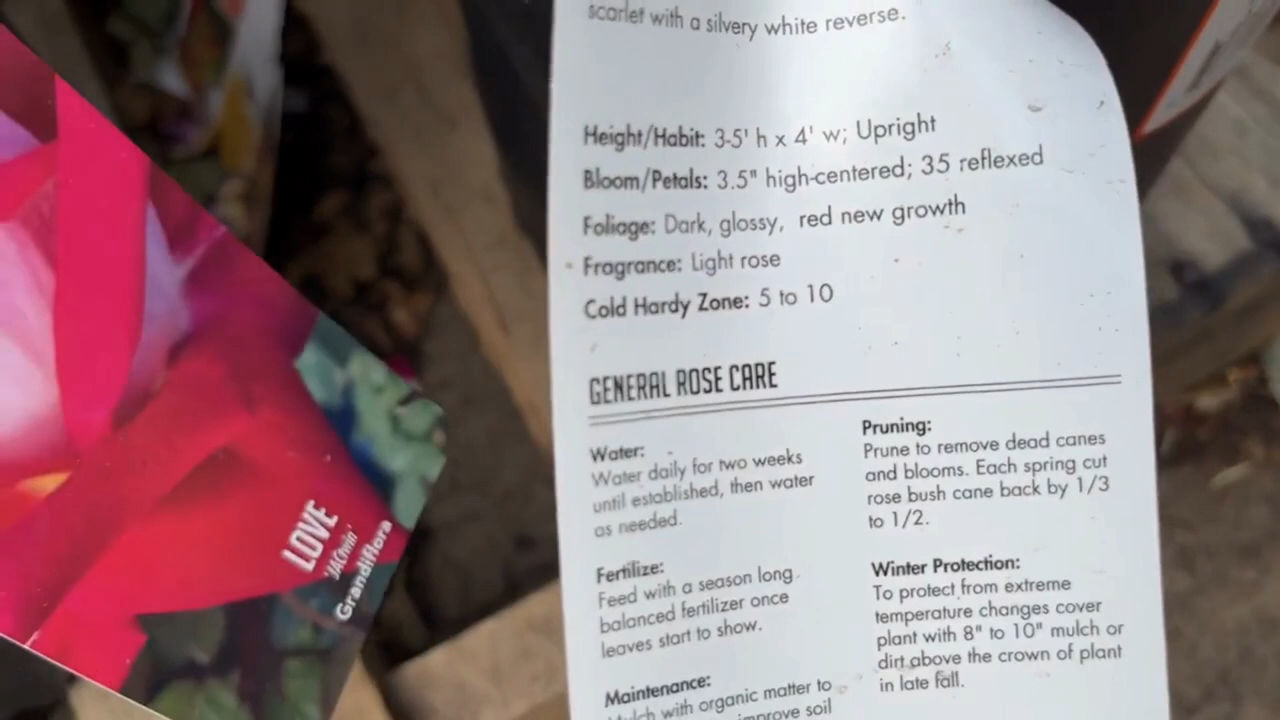 scarlet with a silvery white reverse.
Height/Habit: 3-5' h x 4' w; Upright
Bloom/Petals: 3.5" high-centered; 35 reflexed
Foliage: Dark, glossy, red new growth
Fragrance: Light rose
Cold Hardy Zone: 5 to 10
GENERAL ROSE CARE
Water:
Water daily for two weeks
until established, then water
as needed.
Fertilize:
Feed with a season long
balanced fertilizer once
leaves start to show.
Maintenance:
Mulch with organic matter to
improve soil
Pruning:
Prune to remove dead canes
and blooms. Each spring cut
rose bush cane back by 1/3
to 1/2.
Winter Protection:
To protect from extreme
temperature changes cover
plant with 8" to 10" mulch or
dirt above the crown of plant
in late fall.
LOVE
'JACtwin'
Grandiflora